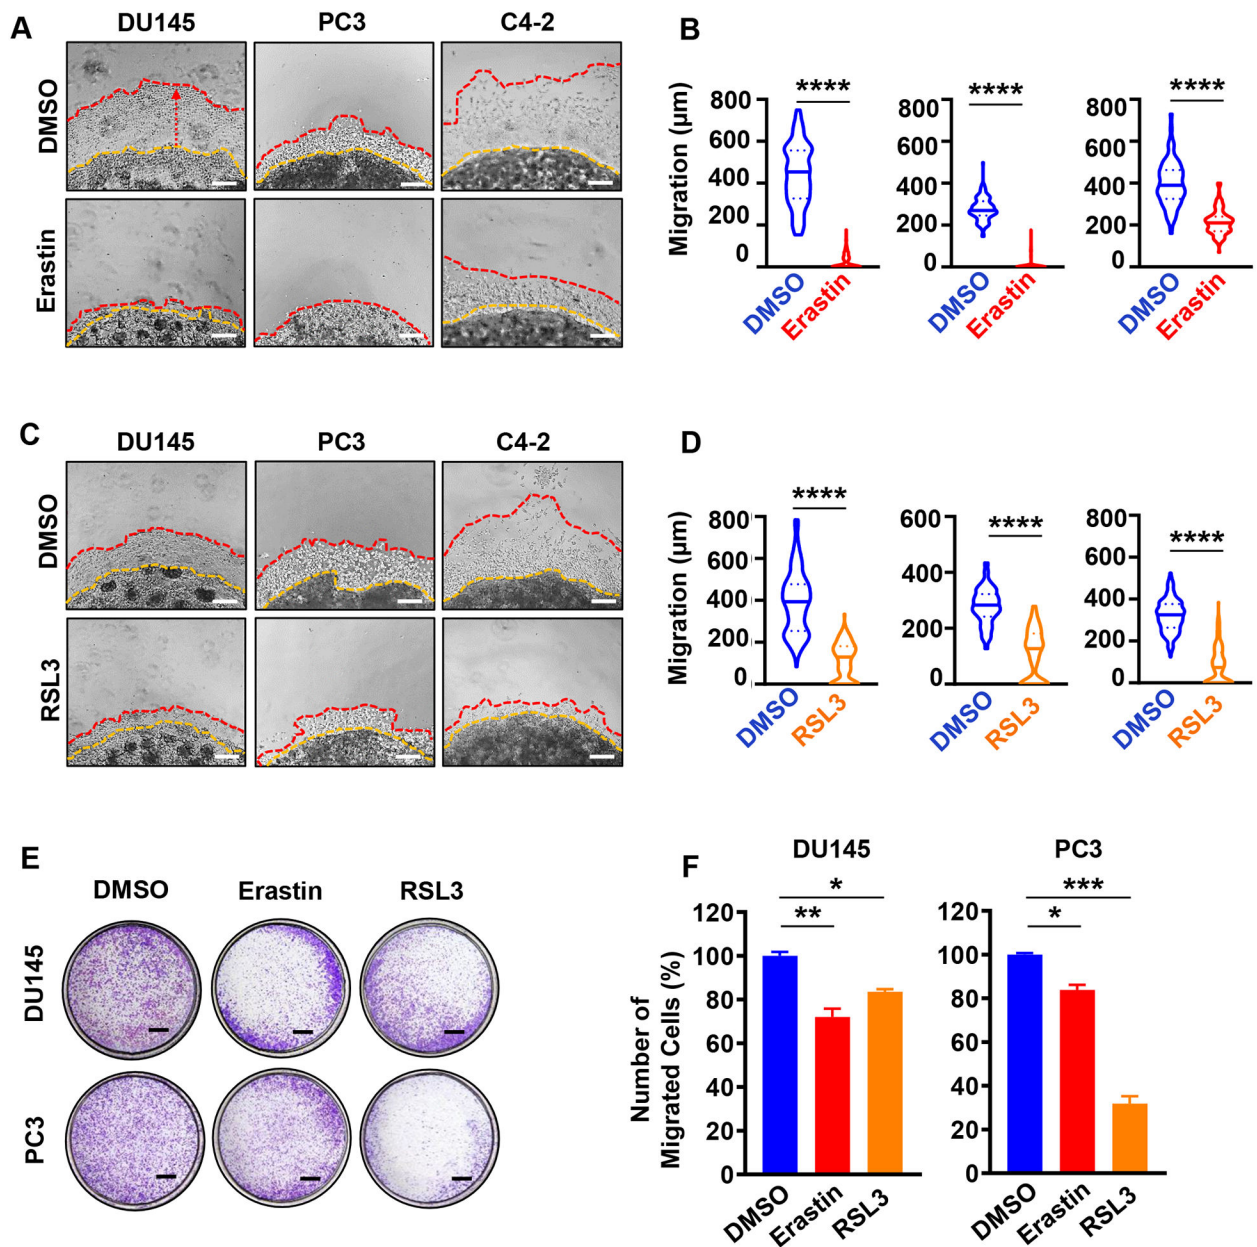 A
DU145 PC3 C4-2
DMSO
Erastin
B
Migration (µm)
800
600
400
200
0
****
DMSO
Erastin
800
600
400
200
0
****
DMSO
Erastin
800
600
400
200
0
****
DMSO
Erastin
C
DU145 PC3 C4-2
DMSO
RSL3
D
Migration (µm)
800
600
400
200
0
****
DMSO
RSL3
600
400
200
0
****
DMSO
RSL3
800
600
400
200
0
****
DMSO
RSL3
E
DMSO Erastin RSL3
DU145
PC3
F
DU145
Number of
Migrated Cells (%)
120
100
80
60
40
20
0
*
**
DMSO
Erastin
RSL3
PC3
120
100
80
60
40
20
0
***
*
DMSO
Erastin
RSL3